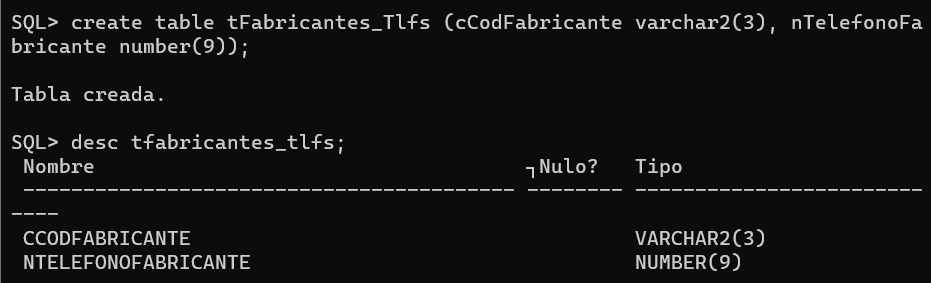 SQL> create table tFabricantes_Tlfs (cCodFabricante varchar2(3), nTelefonoFa
bricante number(9));
Tabla creada.
SQL> desc tfabricantes_tlfs;
 Nombre                                    ┐Nulo?   Tipo
 ----------------------------------------- -------- ------------------------
----
 CCODFABRICANTE                                     VARCHAR2(3)
 NTELEFONOFABRICANTE                                NUMBER(9)